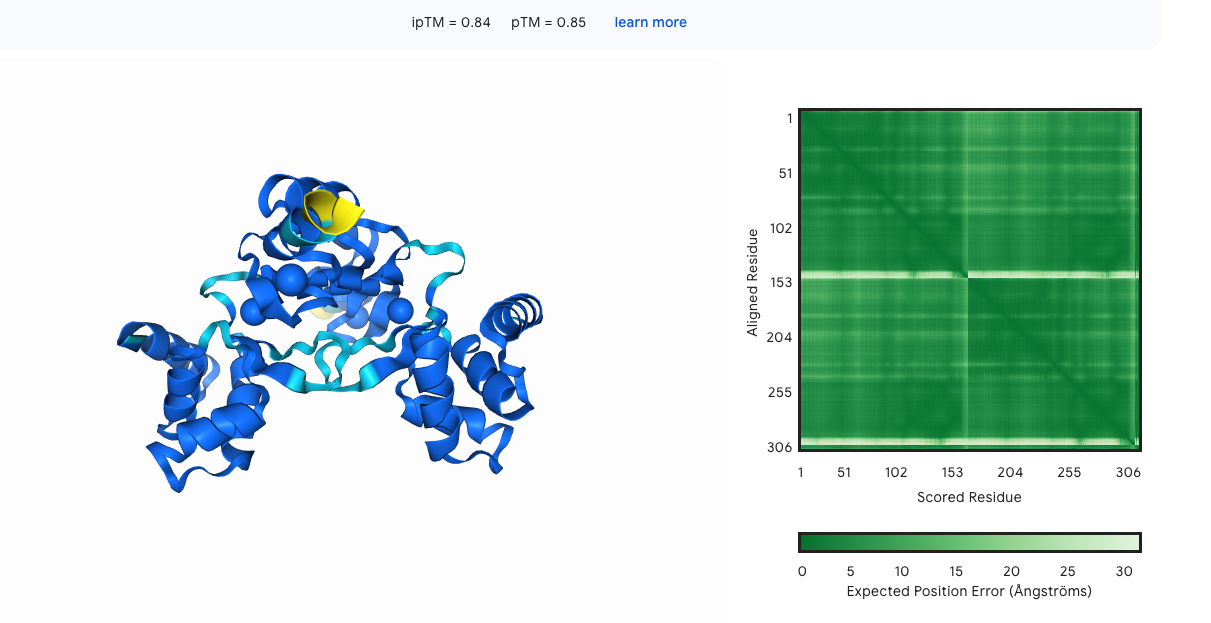 ipTM = 0.84 pTM = 0.85 learn more
1
51
102
153
204
255
306
Aligned Residue
1 51 102 153 204 255 306
Scored Residue
0 5 10 15 20 25 30
Expected Position Error (Ångströms)